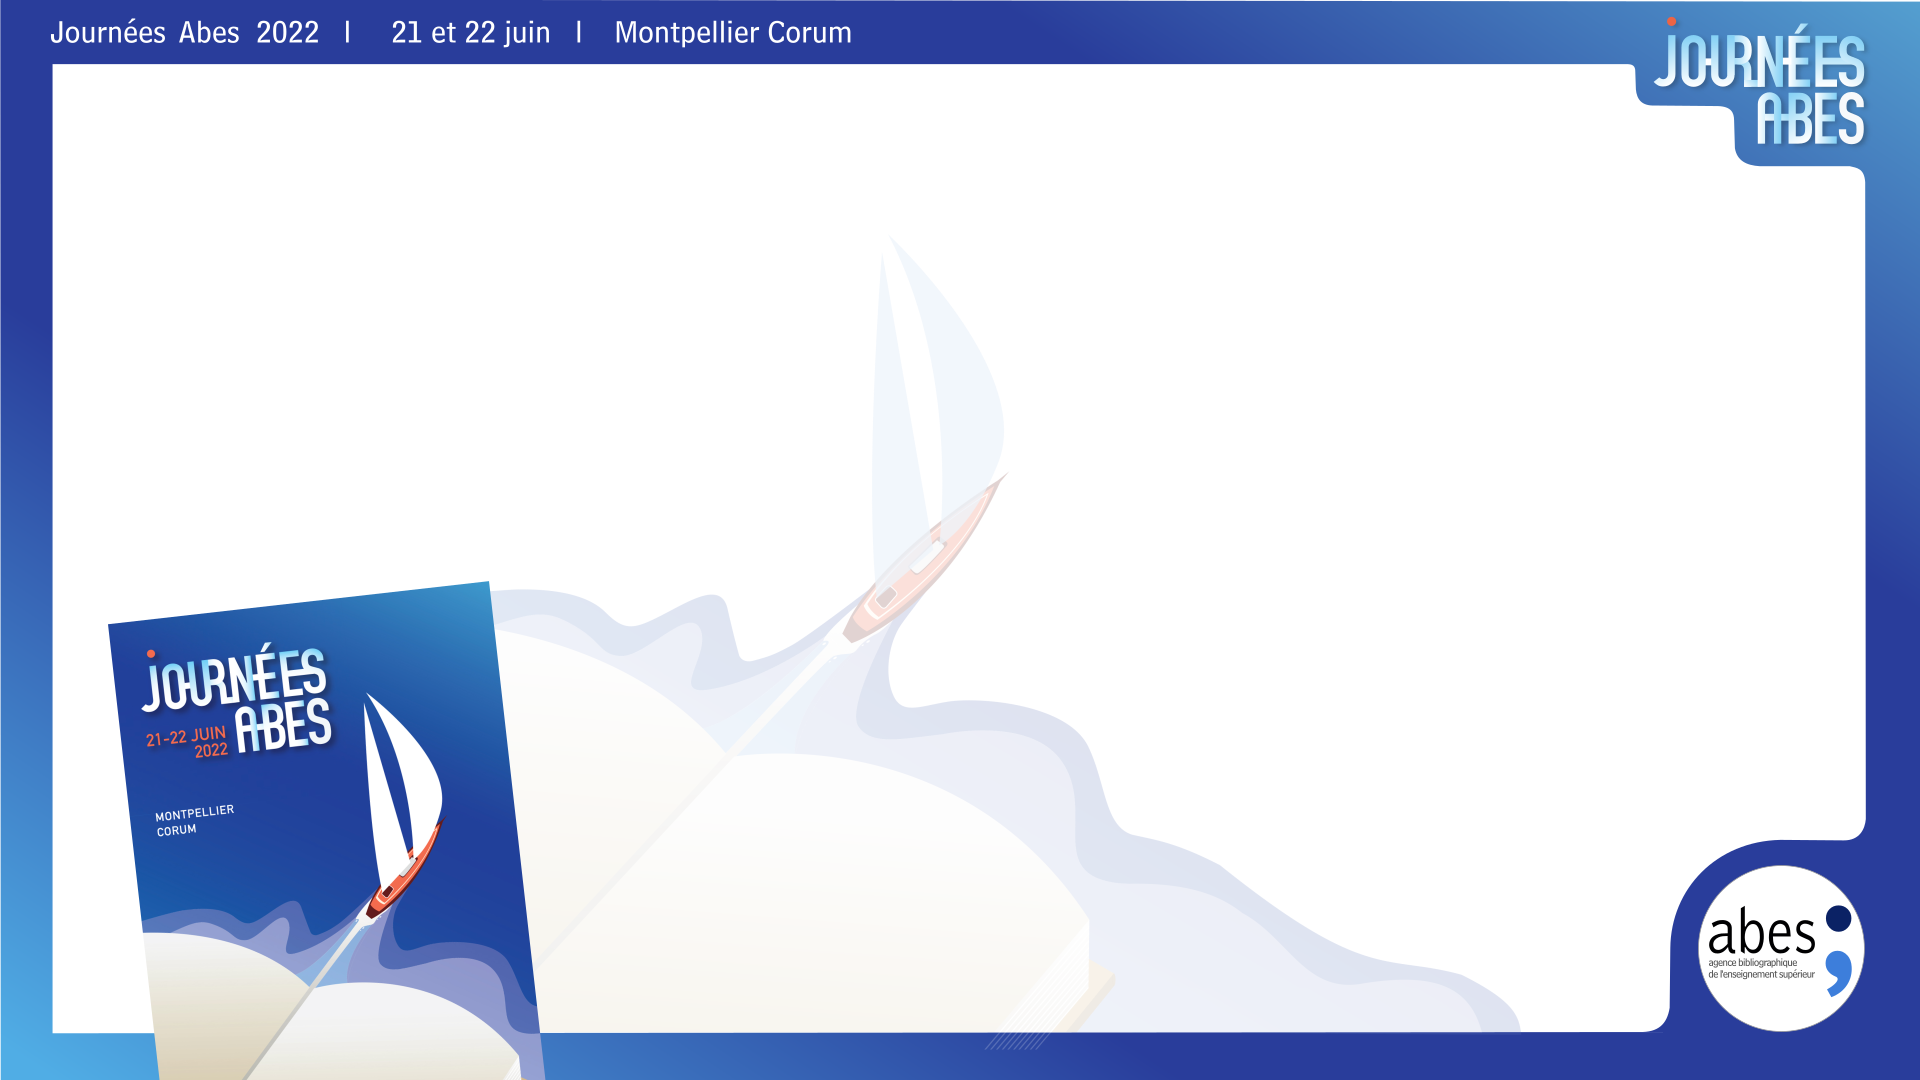 Journées Abes 2022 | 21 et 22 juin | Montpellier Corum
JOURNÉES
ABES
JOURNÉES
ABES
21-22 JUIN
2022
MONTPELLIER
CORUM
abes
agence bibliographique
de l'enseignement supérieur